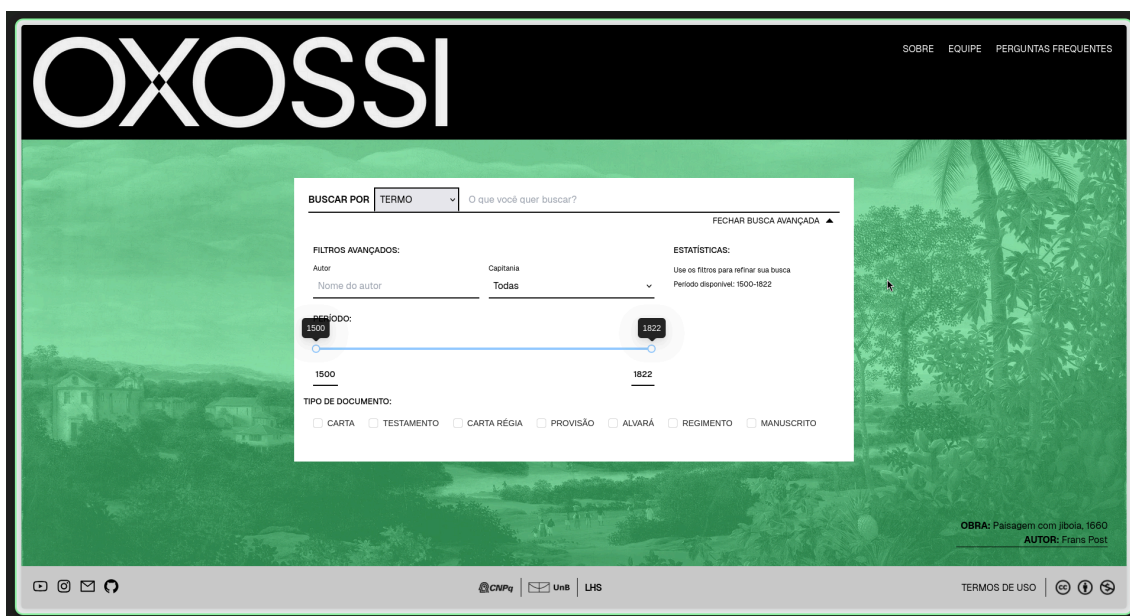 OXOSSI
SOBRE EQUIPE PERGUNTAS FREQUENTES
BUSCAR POR TERMO O que você quer buscar?
FECHAR BUSCA AVANÇADA
FILTROS AVANÇADOS:
Autor Capitania
Nome do autor Todas
ESTATÍSTICAS:
Use os filtros para refinar sua busca
Período disponível: 1500-1822
PERÍODO:
1500 1822
1500 1822
TIPO DE DOCUMENTO:
CARTA TESTAMENTO CARTA RÉGIA PROVISÃO ALVARÁ REGIMENTO MANUSCRITO
OBRA: Paisagem com jiboia, 1660
AUTOR: Frans Post
CNPq UnB LHS
TERMOS DE USO cc